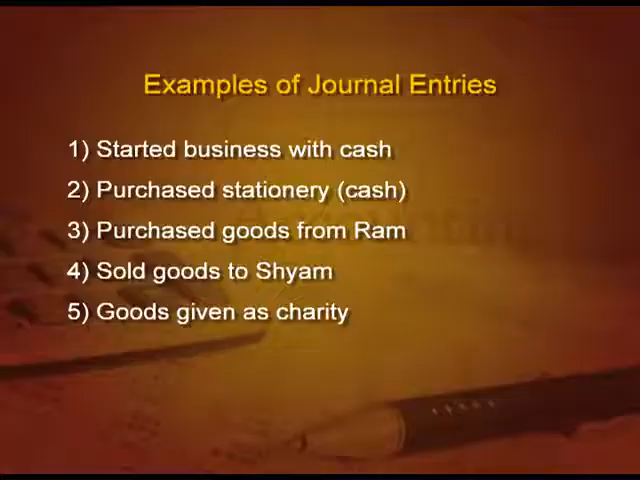 Examples of Journal Entries
1) Started business with cash
2) Purchased stationery (cash)
3) Purchased goods from Ram
4) Sold goods to Shyam
5) Goods given as charity